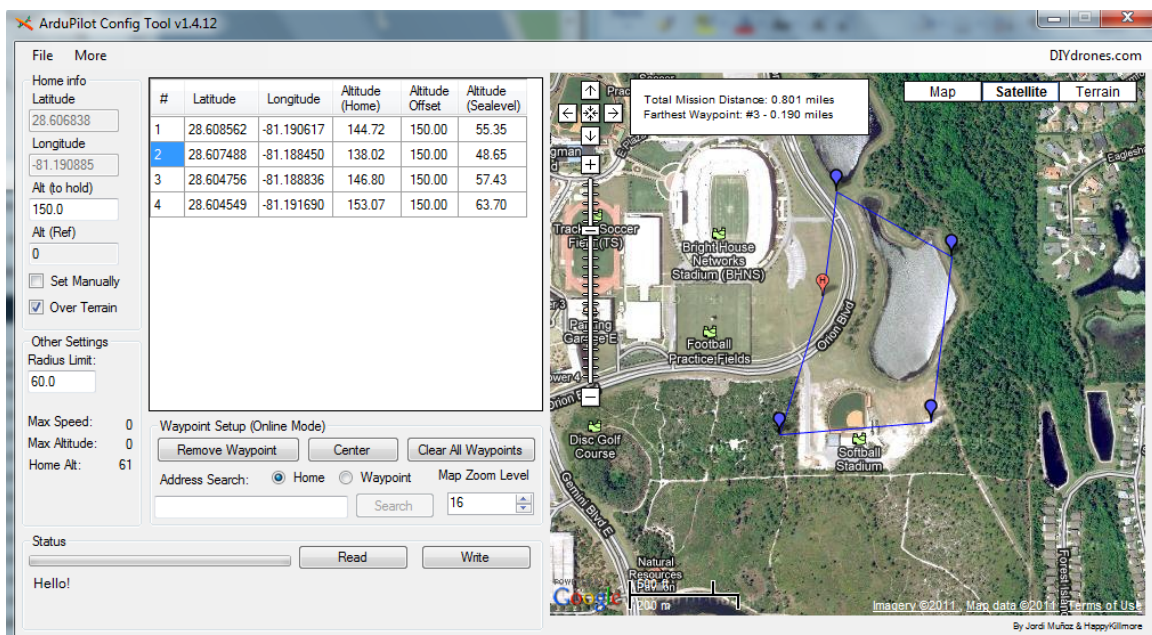 ArduPilot Config Tool v1.4.12
File More DIYdrones.com
Home info
Latitude
28.606838
Longitude
-81.190885
Alt (to hold)
150.0
Alt (Ref)
0
Set Manually
Over Terrain
Other Settings
Radius Limit:
60.0
Max Speed: 0
Max Altitude: 0
Home Alt: 61
# Latitude Longitude Altitude (Home) Altitude Offset Altitude (Sealevel)
1 28.608562 -81.190617 144.72 150.00 55.35
2 28.607488 -81.188450 138.02 150.00 48.65
3 28.604756 -81.188836 146.80 150.00 57.43
4 28.604549 -81.191690 153.07 150.00 63.70
Waypoint Setup (Online Mode)
Remove Waypoint Center Clear All Waypoints
Address Search: Home Waypoint Map Zoom Level
Search 16
Status
Read Write
Hello!
Total Mission Distance: 0.801 miles
Farthest Waypoint: #3 - 0.190 miles
Map Satellite Terrain
Soccer
Bright House
Networks
Stadium (BHNS)
H
Football
Practice Fields
Orion Blvd
Disc Golf
Course
Softball
Stadium
Gemini Blvd E
Natural
Resources
Pavilion
500 ft
200 m
Google
Forest Island
Imagery ©2011 , Map data ©2011 Terms of Use
By Jordi Muñoz & HappyKillmore